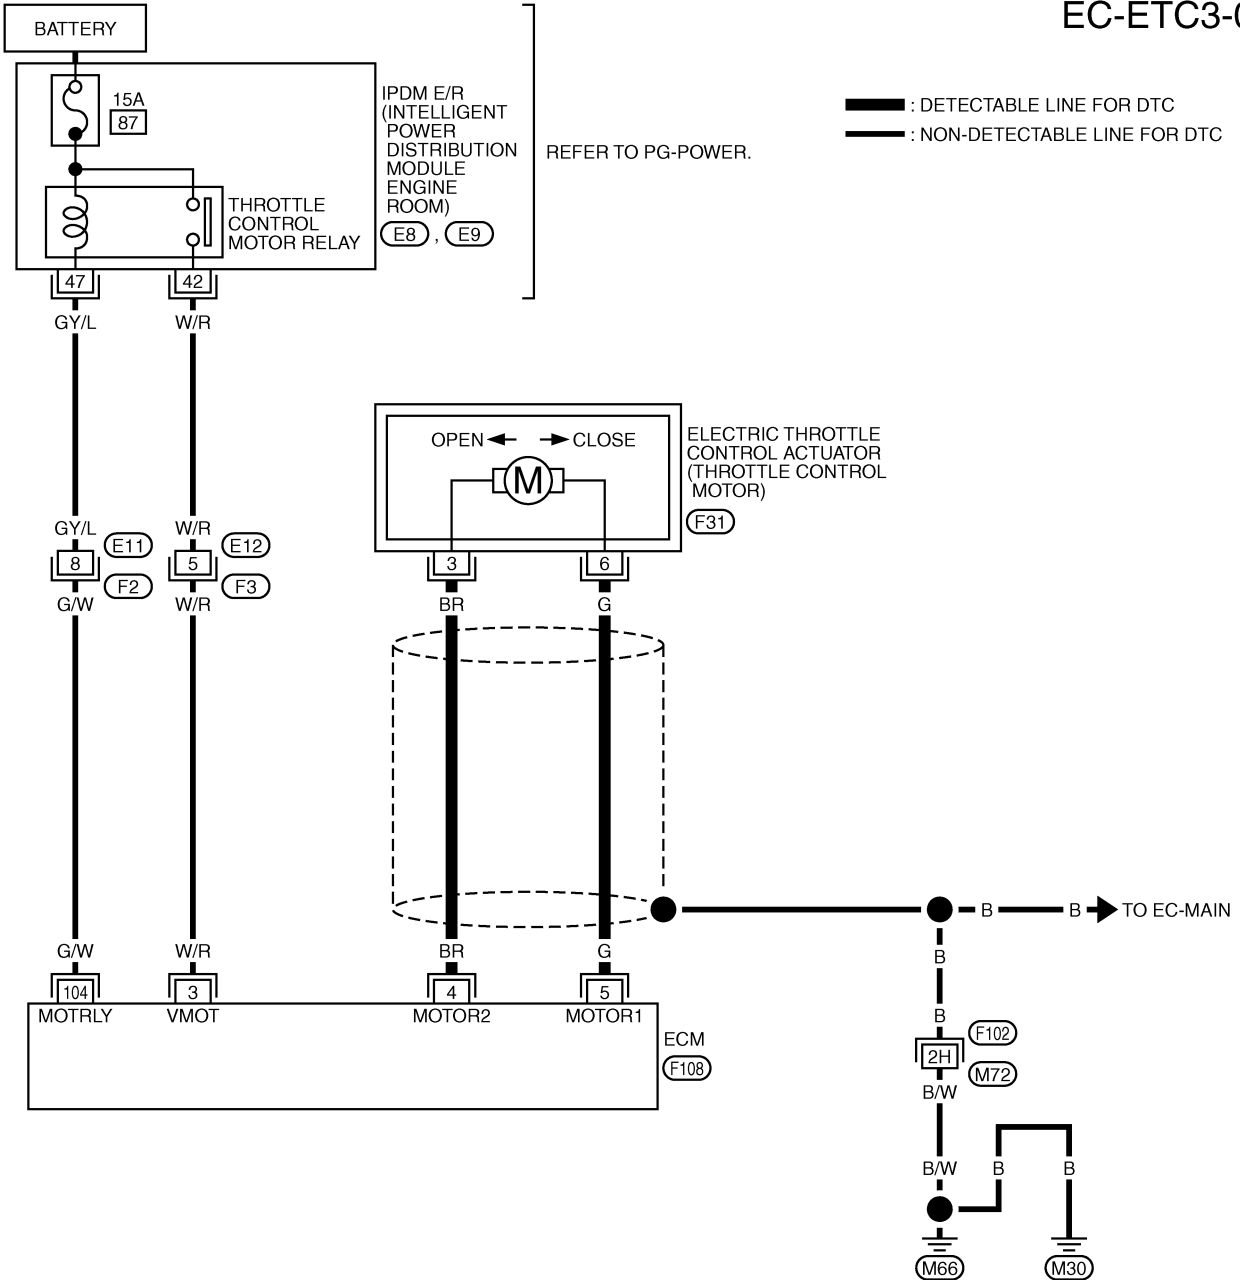 EC-ETC3-0
BATTERY
15A
87
IPDM E/R
(INTELLIGENT
POWER
DISTRIBUTION
MODULE
ENGINE
ROOM)
E8 , E9
REFER TO PG-POWER.
: DETECTABLE LINE FOR DTC
: NON-DETECTABLE LINE FOR DTC
THROTTLE
CONTROL
MOTOR RELAY
47 42
GY/L W/R
OPEN CLOSE
M
ELECTRIC THROTTLE
CONTROL ACTUATOR
(THROTTLE CONTROL
MOTOR)
F31
GY/L W/R
E11 E12
8 5 3 6
F2 F3
G/W W/R BR G
B B TO EC-MAIN
G/W W/R BR G
B
104 3 4 5
MOTRLY VMOT MOTOR2 MOTOR1
B
ECM
F108
F102
2H
M72
B/W
B/W B B
M66 M30